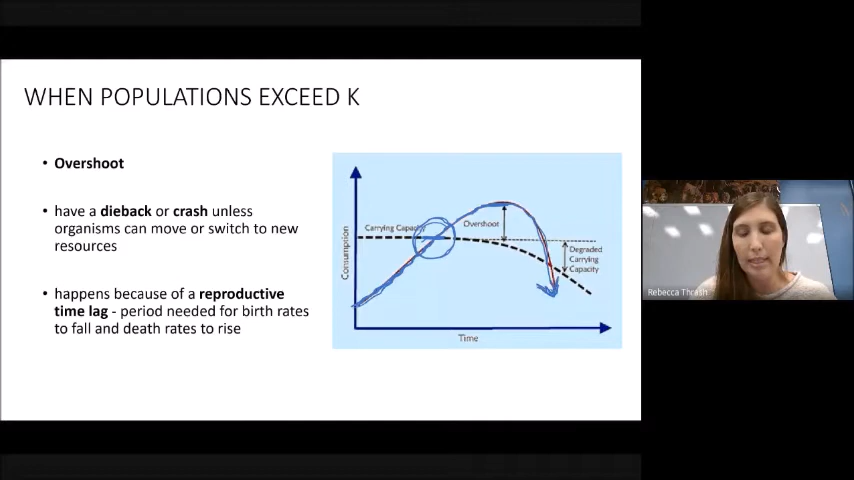 WHEN POPULATIONS EXCEED K
• Overshoot
• have a dieback or crash unless
organisms can move or switch to new
resources
• happens because of a reproductive
time lag - period needed for birth rates
to fall and death rates to rise
Carrying Capacity
Overshoot
Degraded
Carrying
Capacity
Consumption
Time
Rebecca Thrash